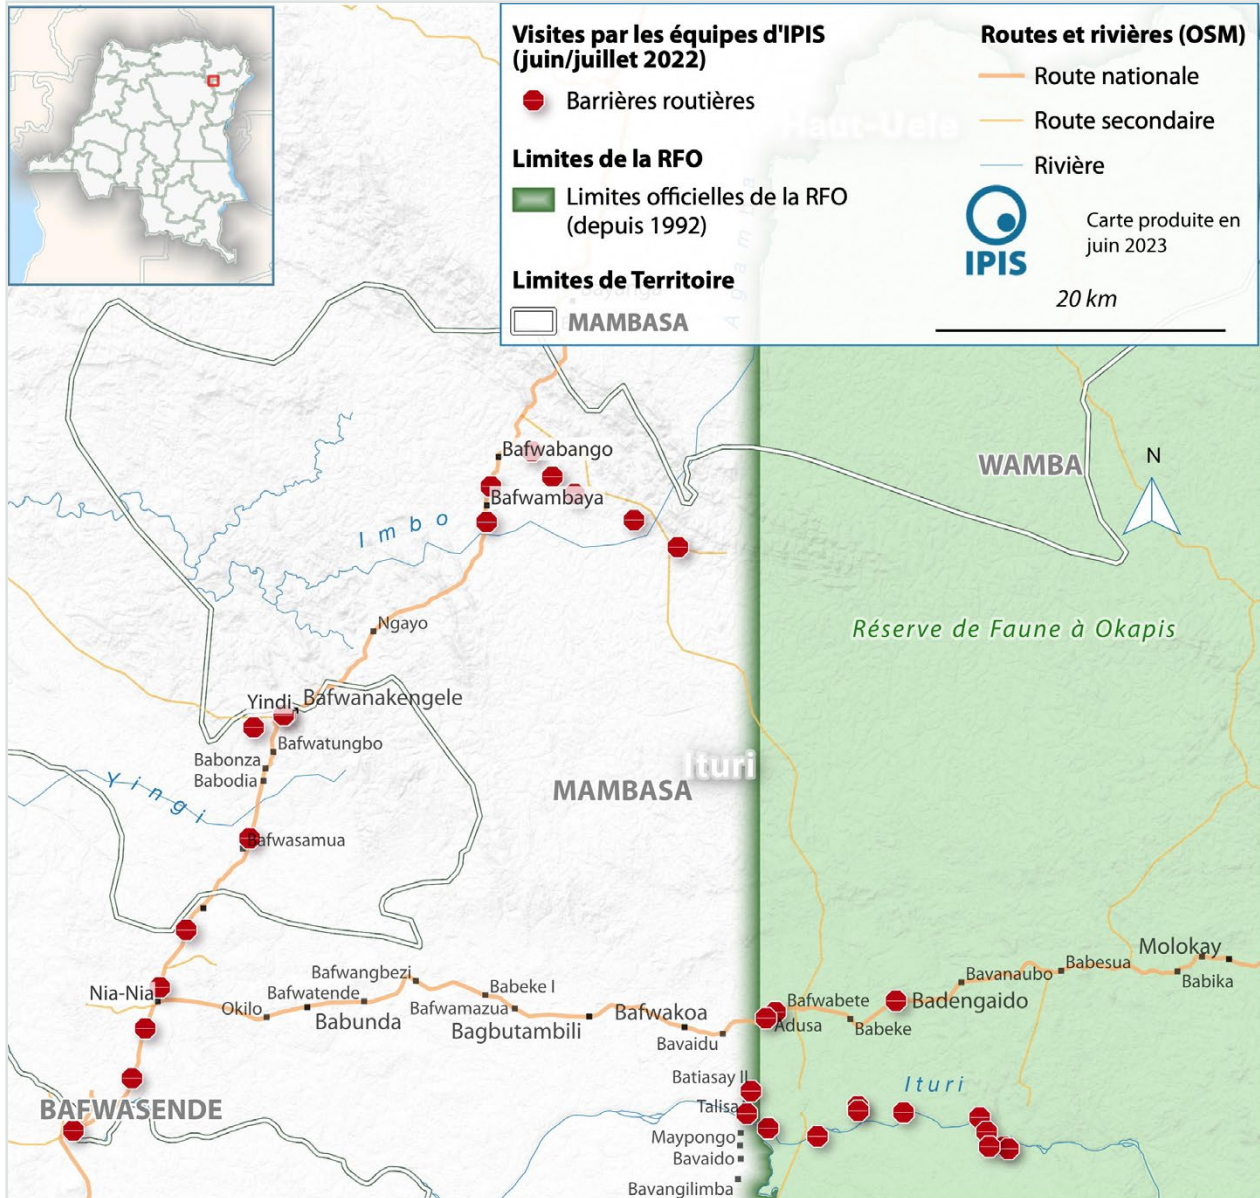 Visites par les équipes d'IPIS
(juin/juillet 2022)
Barrières routières
Limites de la RFO
Limites officielles de la RFO
(depuis 1992)
Limites de Territoire
MAMBASA
Routes et rivières (OSM)
Route nationale
Route secondaire
Rivière
IPIS
Carte produite en
juin 2023
20 km
Haut-Uele
Bafwabango
WAMBA
N
Bafwambaya
Imbo
Ngayo
Réserve de Faune à Okapis
Yindi
Bafwanakengele
Bafwatungbo
Babonza
Babodia
Ituri
MAMBASA
Yingi
Bafwasamua
Molokay
Bafwangbezi
Babesua
Bavanaubo
Babika
Nia-Nia
Bafwatende
Babeke I
Okilo
Babunda
Bafwamazua
Bagbutambili
Bafwakoa
Bafwabete
Badengaido
Adusa
Babeke
Bavaidu
Batiasay II
Ituri
BAFWASENDE
Talisa
Maypongo
Bavaido
Bavangilimba